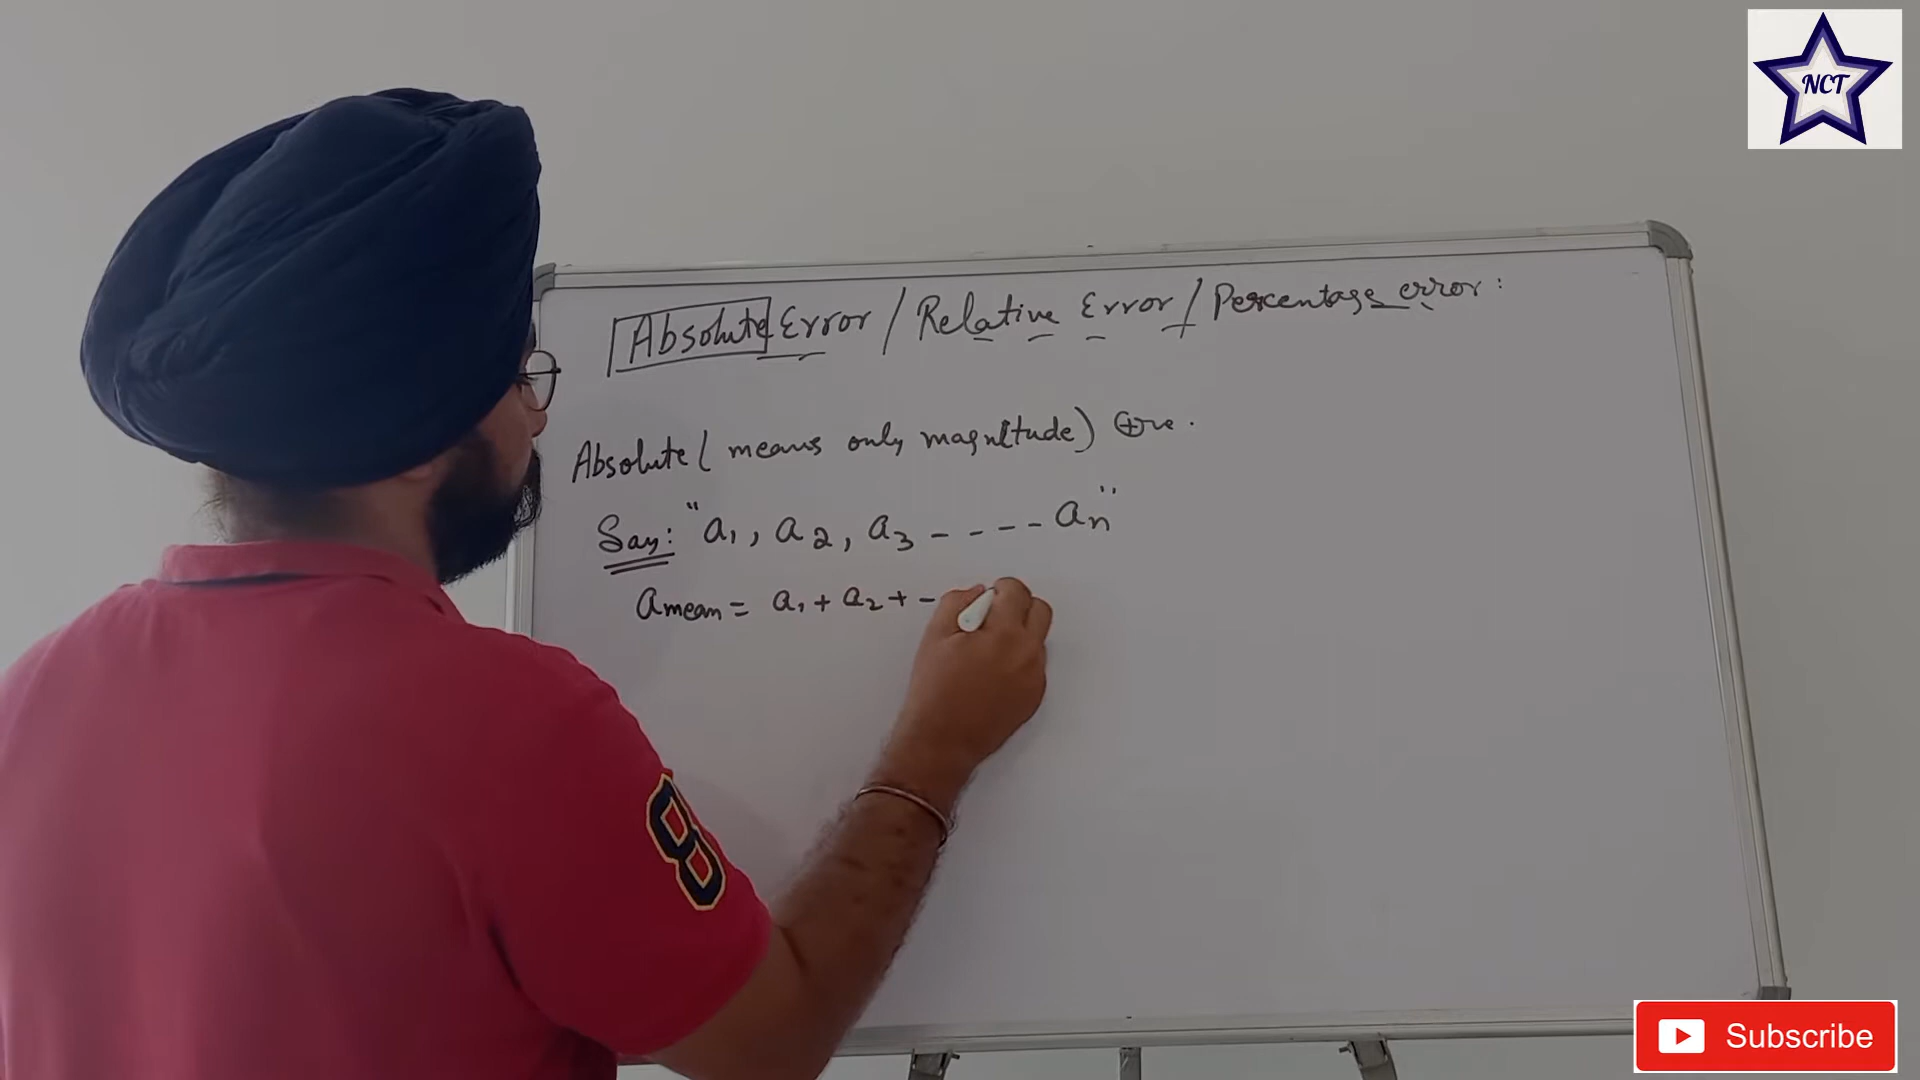 NCT
Absolute Error / Relative Error / Percentage error :
Absolute ( means only magnitude) +ve .
Say: "a1, a2, a3 - - - - an"
amean = a1 + a2 + -
8
Subscribe